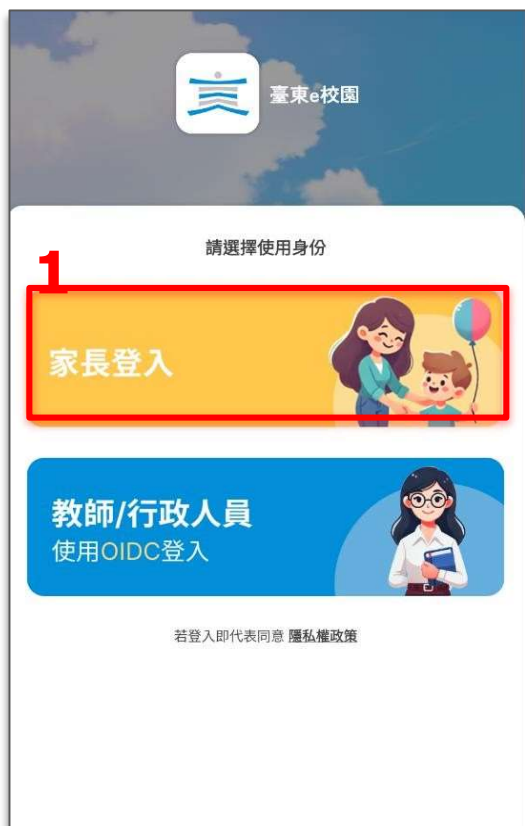 臺東e校園
請選擇使用身份
1
家長登入
教師/行政人員
使用OIDC登入
若登入即代表同意 隱私權政策